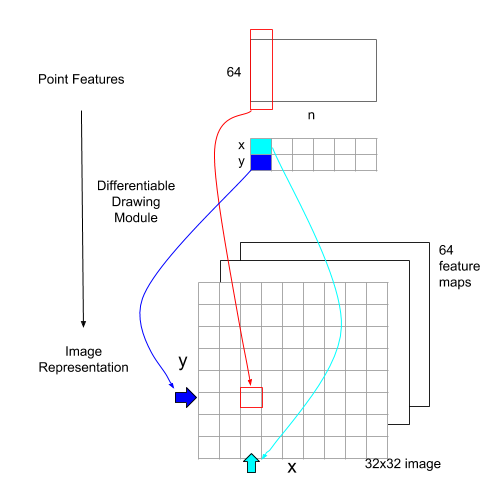 64
Point Features
n
x
y
Differentiable
Drawing
Module
64
feature
maps
Image
Representation
y
x
32x32 image